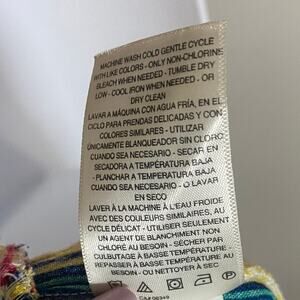 MACHINE WASH COLD GENTLE CYCLE
WITH LIKE COLORS - ONLY NON-CHLORINE
BLEACH WHEN NEEDED - TUMBLE DRY
LOW - COOL IRON WHEN NEEDED - OR
DRY CLEAN
LAVAR A MÁQUINA CON AGUA FRÍA, EN EL
CICLO PARA PRENDAS DELICADAS Y CON
COLORES SIMILARES - UTILIZAR
ÚNICAMENTE BLANQUEADOR SIN CLORO
CUANDO SEA NECESARIO - SECAR EN
SECADORA A TEMPERATURA BAJA
- PLANCHAR A TEMPERATURA BAJA
CUANDO SEA NECESARIO - O LAVAR
EN SECO
LAVER À LA MACHINE À L'EAU FROIDE
AVEC DES COULEURS SIMILAIRES, AU
CYCLE DÉLICAT - UTILISER SEULEMENT
UN AGENT DE BLANCHIMENT NON
CHLORÉ AU BESOIN - SÉCHER PAR
CULBUTAGE À BASSE TEMPÉRATURE -
REPASSER À BASSE TEMPÉRATURE AU
BESOIN - OU NETTOYER À SEC